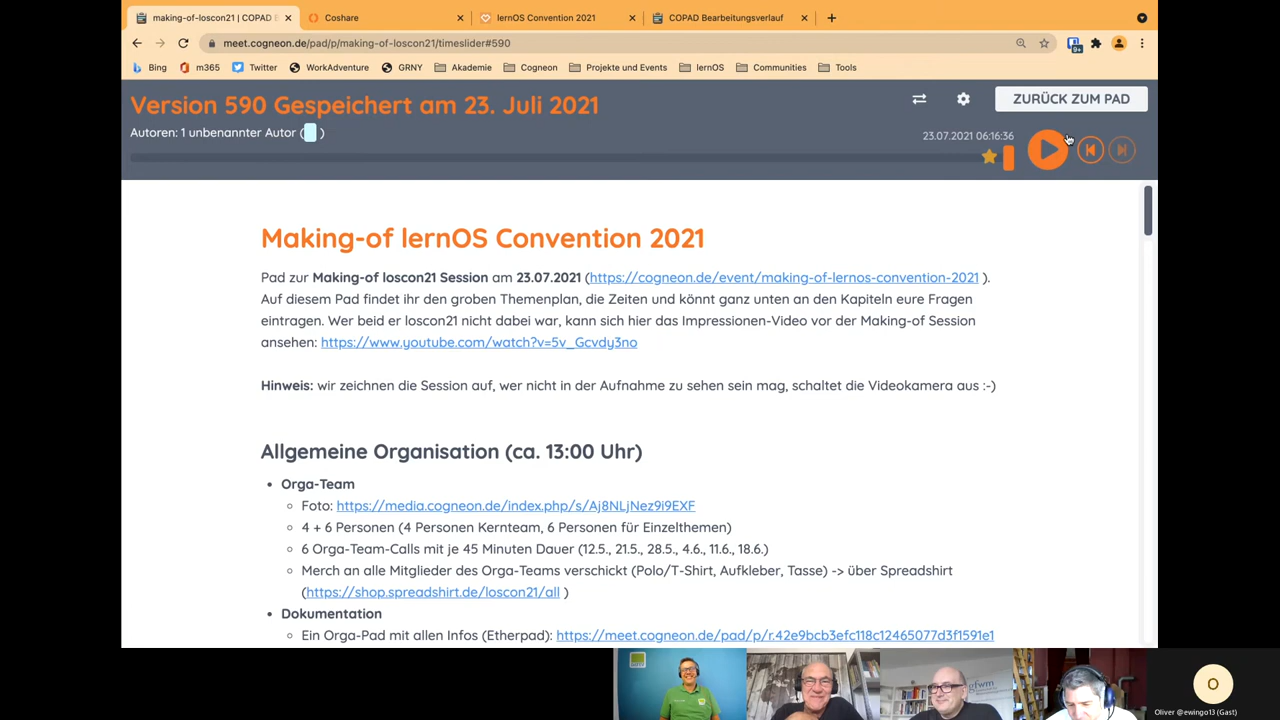 making-of-loscon21 | COPAD E
Coshare
lernOS Convention 2021
COPAD Bearbeitungsverlauf
meet.cogneon.de/pad/p/making-of-loscon21/timeslider#590
9+
Bing
m365
Twitter
WorkAdventure
GRNY
Akademie
Cogneon
Projekte und Events
lernOS
Communities
Tools
Version 590 Gespeichert am 23. Juli 2021
ZURÜCK ZUM PAD
Autoren: 1 unbenannter Autor ( )
23.07.2021 06:16:36
Making-of lernOS Convention 2021
Pad zur Making-of loscon21 Session am 23.07.2021 (https://cogneon.de/event/making-of-lernos-convention-2021 ).
Auf diesem Pad findet ihr den groben Themenplan, die Zeiten und könnt ganz unten an den Kapiteln eure Fragen
eintragen. Wer beid er loscon21 nicht dabei war, kann sich hier das Impressionen-Video vor der Making-of Session
ansehen: https://www.youtube.com/watch?v=5v_Gcvdy3no
Hinweis: wir zeichnen die Session auf, wer nicht in der Aufnahme zu sehen sein mag, schaltet die Videokamera aus :-)
Allgemeine Organisation (ca. 13:00 Uhr)
Orga-Team
Foto: https://media.cogneon.de/index.php/s/Aj8NLjNez9i9EXF
4 + 6 Personen (4 Personen Kernteam, 6 Personen für Einzelthemen)
6 Orga-Team-Calls mit je 45 Minuten Dauer (12.5., 21.5., 28.5., 4.6., 11.6., 18.6.)
Merch an alle Mitglieder des Orga-Teams verschickt (Polo/T-Shirt, Aufkleber, Tasse) -> über Spreadshirt
(https://shop.spreadshirt.de/loscon21/all )
Dokumentation
Ein Orga-Pad mit allen Infos (Etherpad): https://meet.cogneon.de/pad/p/r.42e9bcb3efc118c12465077d3f1591e1
gfwm
O
Oliver @ewingo13 (Gast)